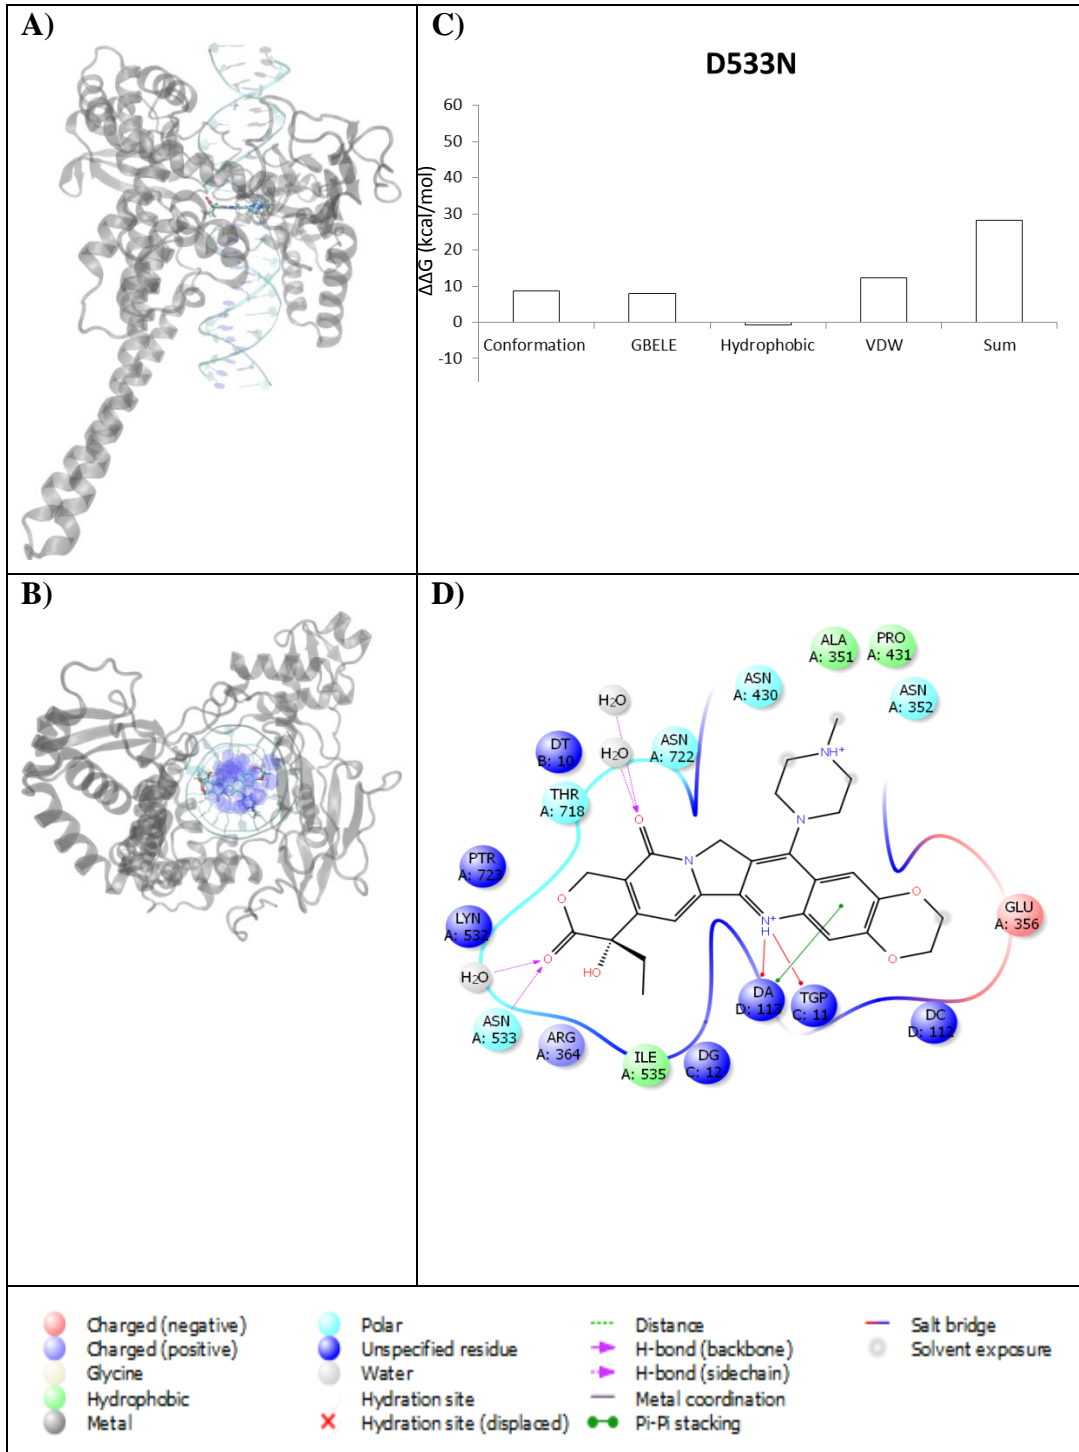 A)
C)
D533N
60
50
40
30
20
10
0
-10
ΔΔG (kcal/mol)
Conformation GBELE Hydrophobic VDW Sum
B)
D)
ALA
A: 351
PRO
A: 431
ASN
A: 430
ASN
A: 352
H₂O
DT
B: 10
H₂O
ASN
A: 722
NH⁺
THR
A: 718
O
N
N
PTR
A: 723
O
O
GLU
A: 356
LYN
A: 532
O
N⁺
H
O
H₂O
HO
DA
D: 113
TGP
C: 11
ASN
A: 533
ARG
A: 364
DC
D: 112
ILE
A: 535
DG
C: 12
Charged (negative)
Charged (positive)
Glycine
Hydrophobic
Metal
Polar
Unspecified residue
Water
Hydration site
Hydration site (displaced)
Distance
H-bond (backbone)
H-bond (sidechain)
Metal coordination
Pi-Pi stacking
Salt bridge
Solvent exposure